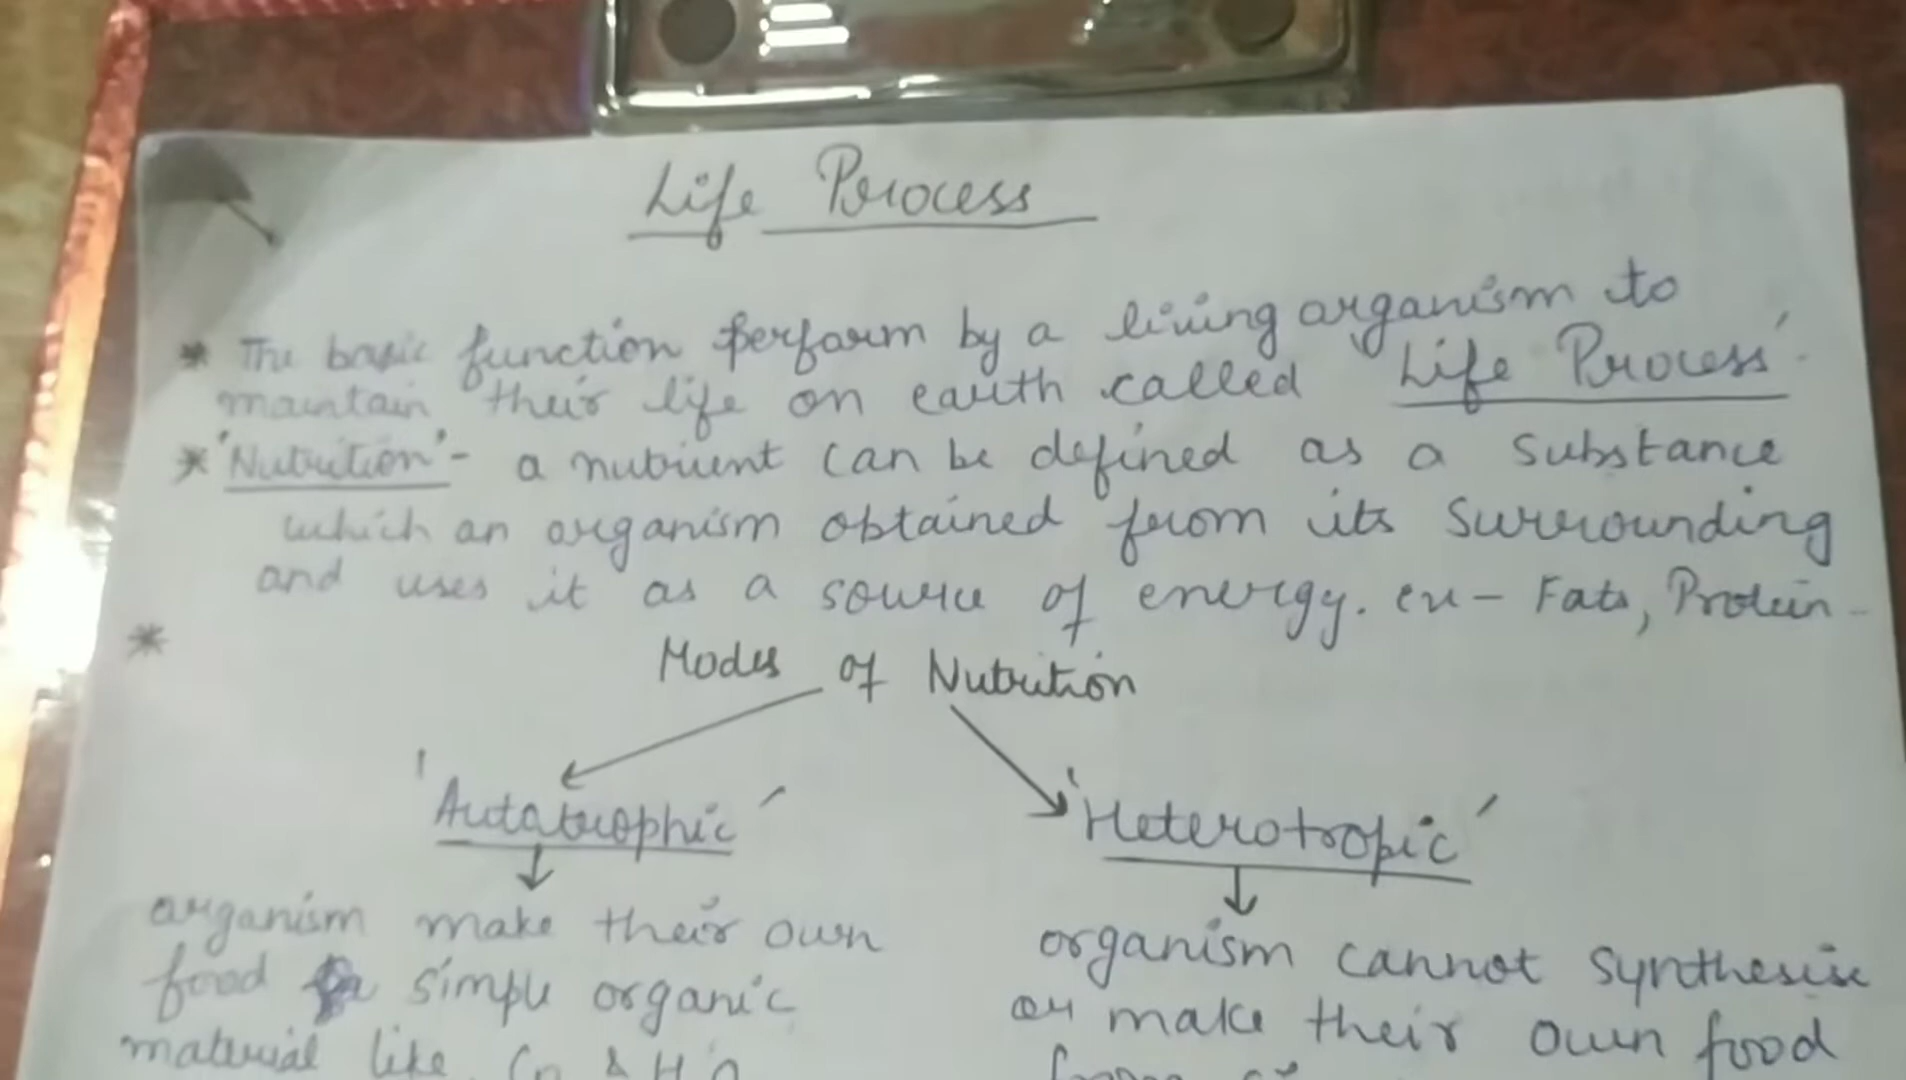 Life Process
* The basic function perform by a living organism to
maintain their life on earth called 'Life Process'.
* 'Nutrition' - a nutrient can be defined as a substance
which an organism obtained from its surrounding
and uses it as a source of energy. ex - Fats, Protein -
*
Modes of Nutrition
'Autatrophic' 'Heterotropic'
organism make their own
food simple organic
material like Co & H2O
organism cannot synthesise
or make their own food